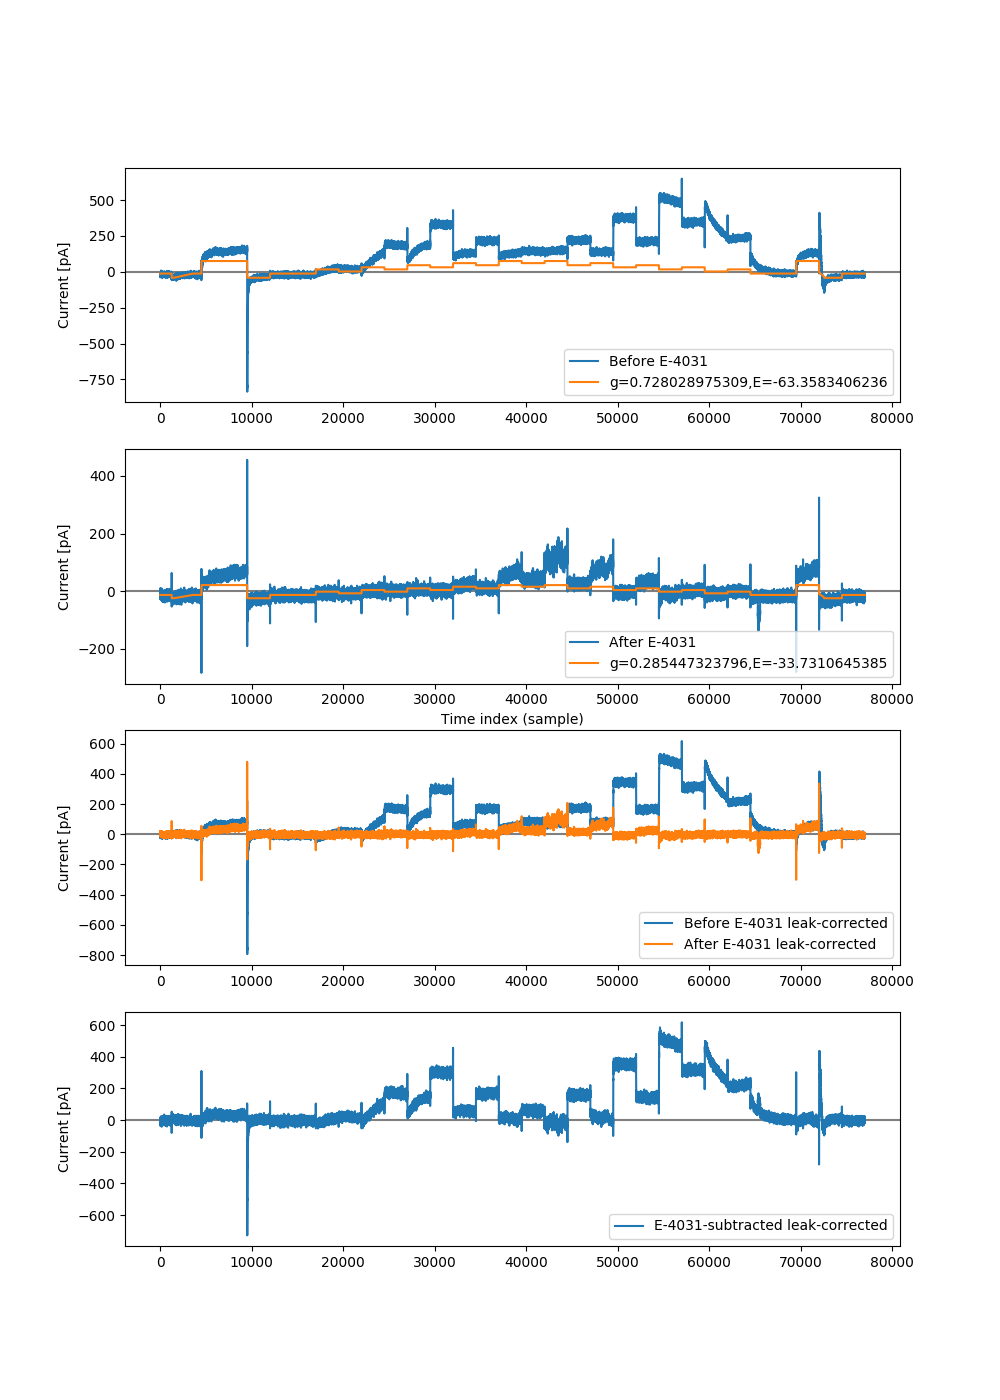 500
250
0
−250
−500
−750
Current [pA]
Before E-4031
g=0.728028975309,E=-63.3583406236
0 10000 20000 30000 40000 50000 60000 70000 80000
400
200
0
−200
Current [pA]
After E-4031
g=0.285447323796,E=-33.7310645385
0 10000 20000 30000 40000 50000 60000 70000 80000
Time index (sample)
600
400
200
0
−200
−400
−600
−800
Current [pA]
Before E-4031 leak-corrected
After E-4031 leak-corrected
0 10000 20000 30000 40000 50000 60000 70000 80000
600
400
200
0
−200
−400
−600
Current [pA]
E-4031-subtracted leak-corrected
0 10000 20000 30000 40000 50000 60000 70000 80000